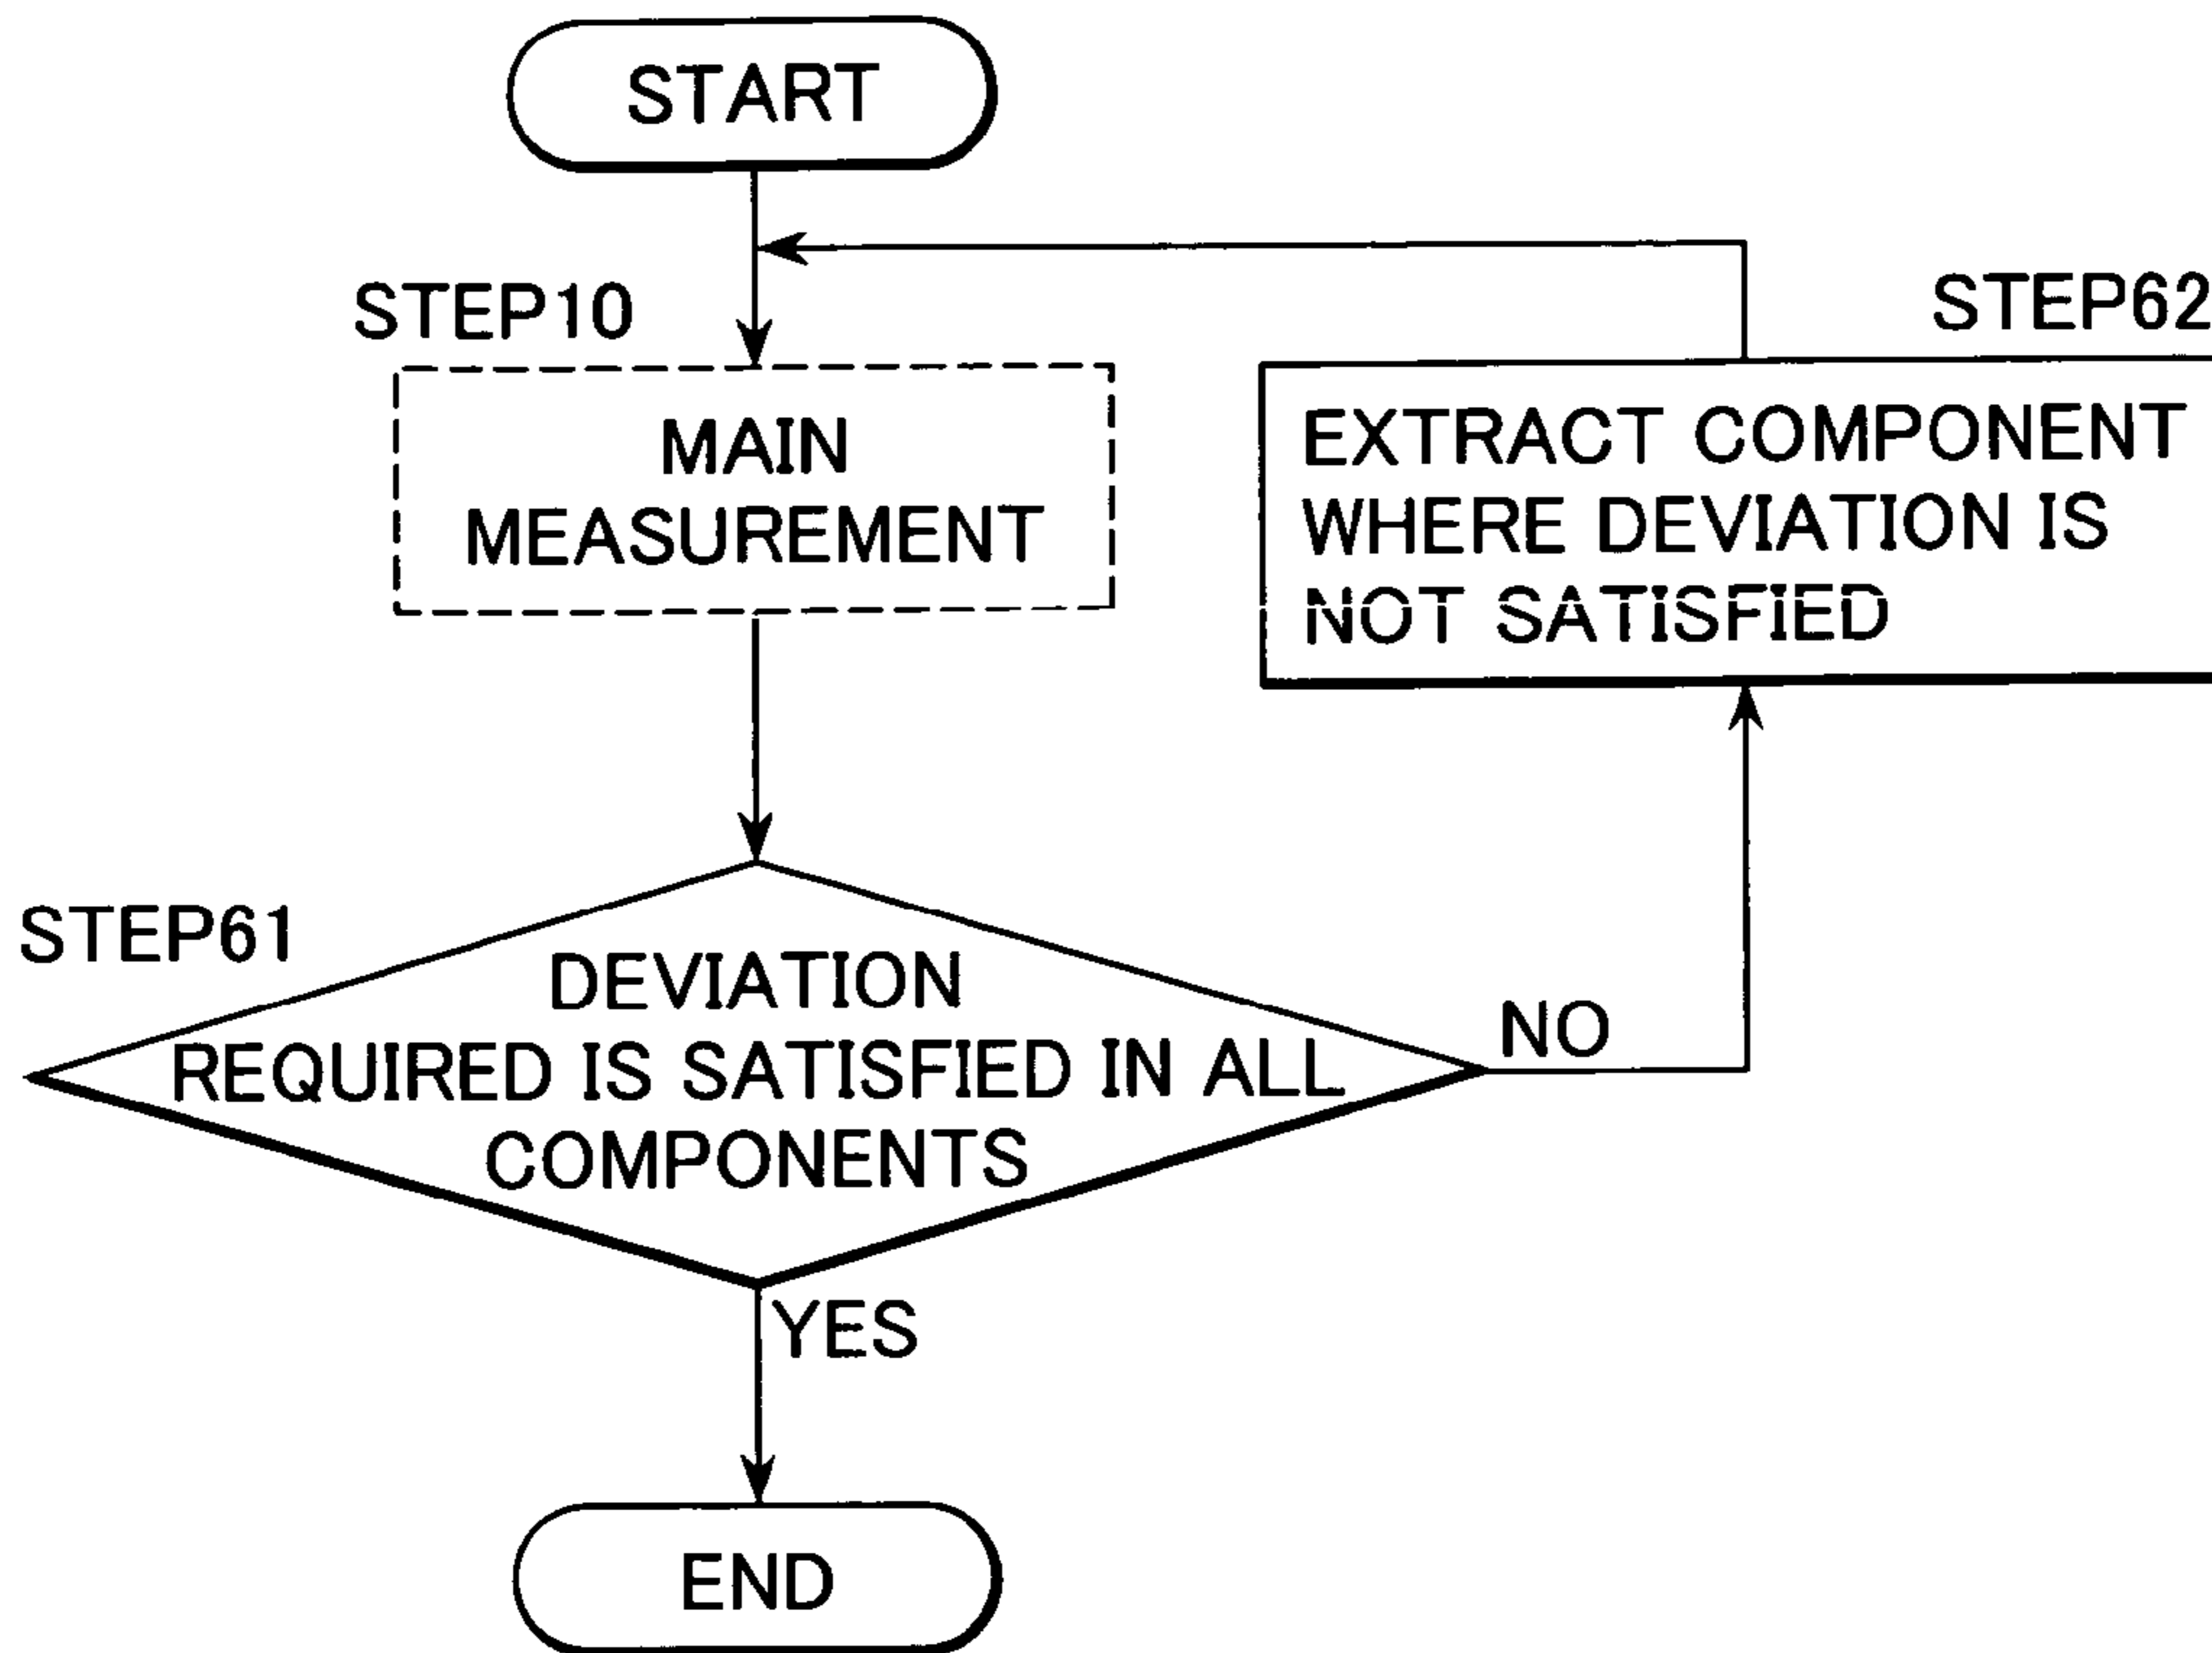 START
STEP10
MAIN
MEASUREMENT
STEP62
EXTRACT COMPONENT
WHERE DEVIATION IS
NOT SATISFIED
STEP61
DEVIATION
REQUIRED IS SATISFIED IN ALL
COMPONENTS
NO
YES
END